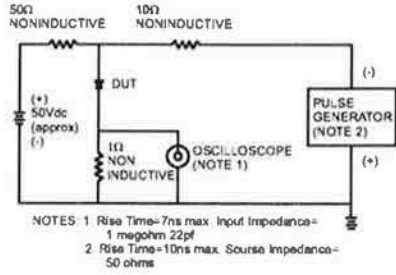 50Ω
NONINDUCTIVE
10Ω
NONINDUCTIVE
(+)
50Vdc
(approx)
(-)
DUT
1Ω
NON
INDUCTIVE
OSCILLOSCOPE
(NOTE 1)
(-)
PULSE
GENERATOR
(NOTE 2)
(+)
NOTES: 1. Rise Time=7ns max. Input Impedance=
1 megohm 22pf
2. Rise Time=10ns max. Sourse Impedance=
50 ohms